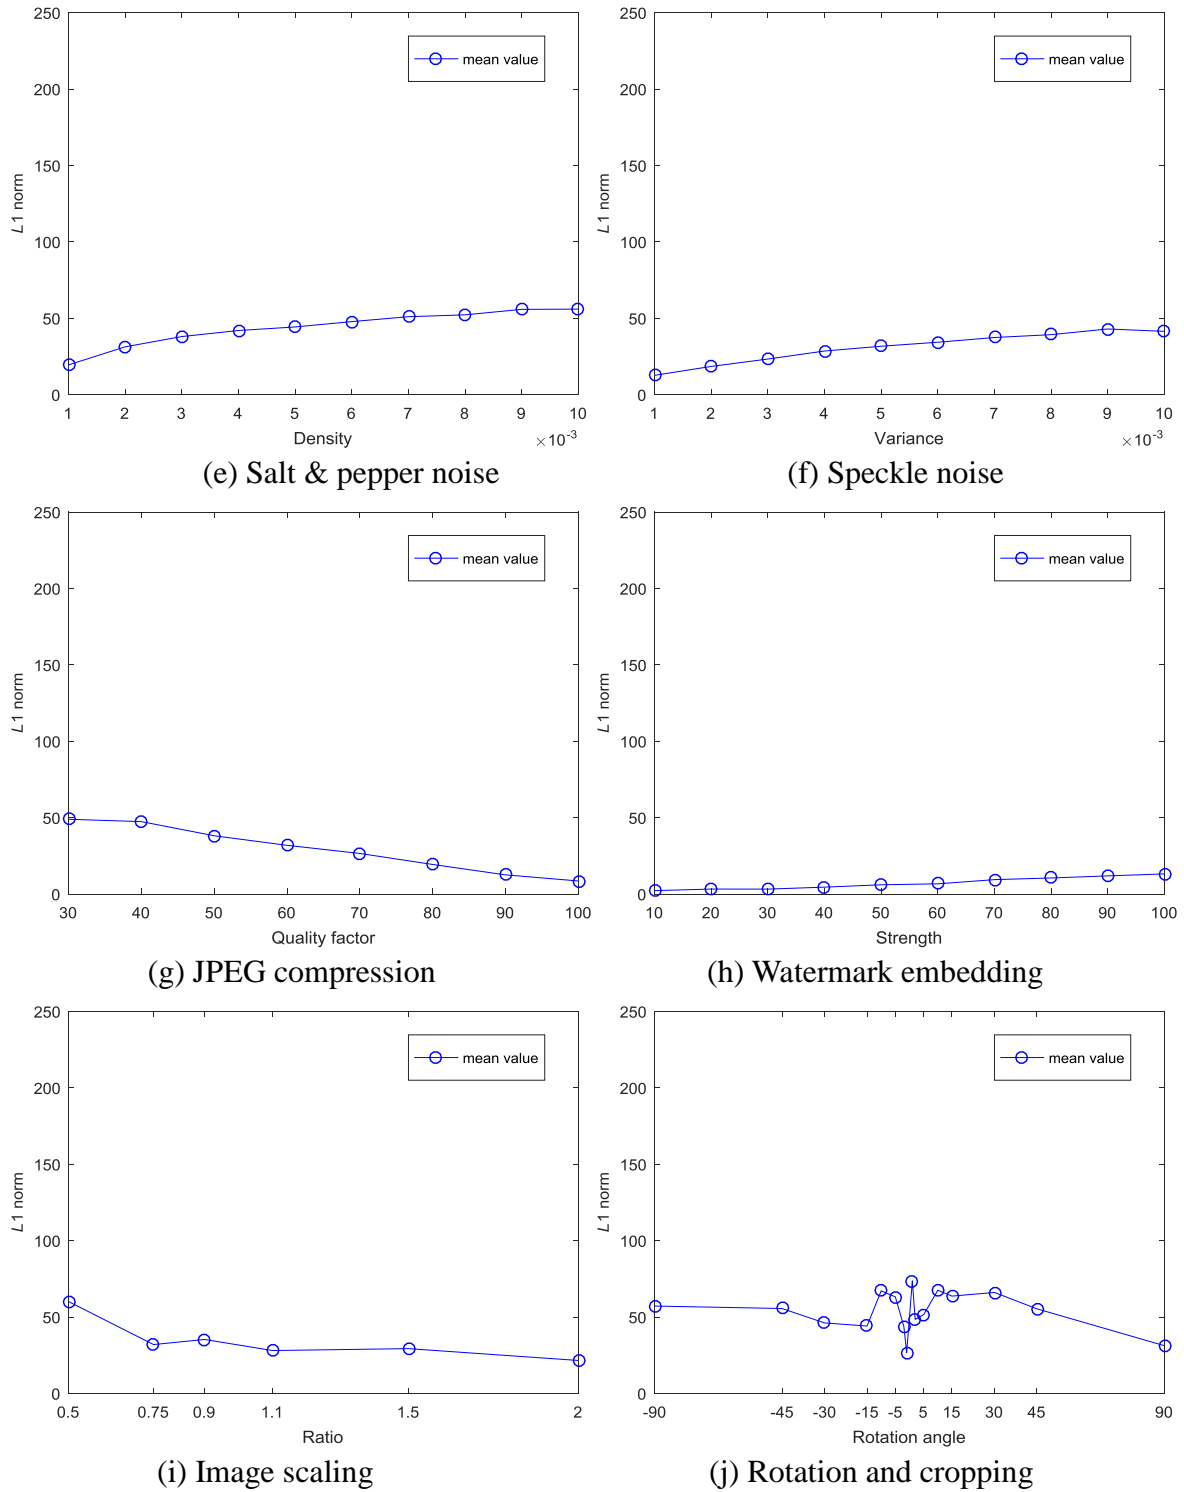 250
200
150
100
50
0
L1 norm
mean value
1 2 3 4 5 6 7 8 9 10
Density
×10-3
(e) Salt & pepper noise
250
200
150
100
50
0
L1 norm
mean value
1 2 3 4 5 6 7 8 9 10
Variance
×10-3
(f) Speckle noise
250
200
150
100
50
0
L1 norm
mean value
30 40 50 60 70 80 90 100
Quality factor
(g) JPEG compression
250
200
150
100
50
0
L1 norm
mean value
10 20 30 40 50 60 70 80 90 100
Strength
(h) Watermark embedding
250
200
150
100
50
0
L1 norm
mean value
0.5 0.75 0.9 1.1 1.5 2
Ratio
(i) Image scaling
250
200
150
100
50
0
L1 norm
mean value
-90 -45 -30 -15 -5 5 15 30 45 90
Rotation angle
(j) Rotation and cropping